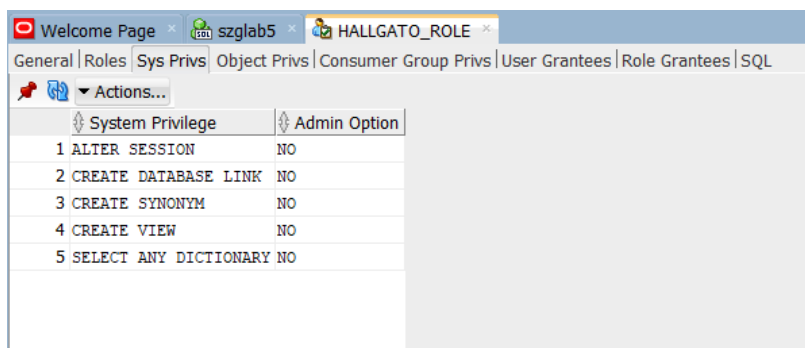 Welcome Page szglab5 HALLGATO_ROLE
General Roles Sys Privs Object Privs Consumer Group Privs User Grantees Role Grantees SQL
Actions...
System Privilege Admin Option
1 ALTER SESSION NO
2 CREATE DATABASE LINK NO
3 CREATE SYNONYM NO
4 CREATE VIEW NO
5 SELECT ANY DICTIONARY NO